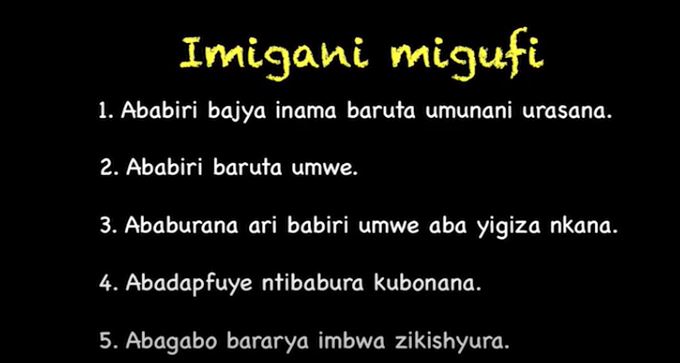 Imigani migufi
1. Ababiri bajya inama baruta umunani urasana.
2. Ababiri baruta umwe.
3. Ababurana ari babiri umwe aba yigiza nkana.
4. Abadapfuye ntibabura kubonana.
5. Abagabo bararya imbwa zikishyura.